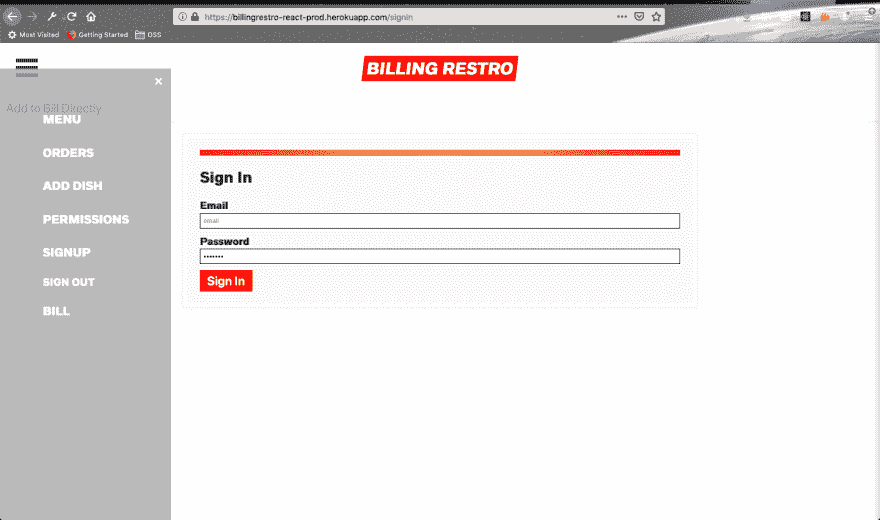 https://billingrestro-react-prod.herokuapp.com/signin
Most Visited Getting Started OSS
BILLING RESTRO
×
Add to Bill Directly
MENU
ORDERS
ADD DISH
PERMISSIONS
SIGNUP
SIGN OUT
BILL
Sign In
Email
email
Password
•••••••
Sign In